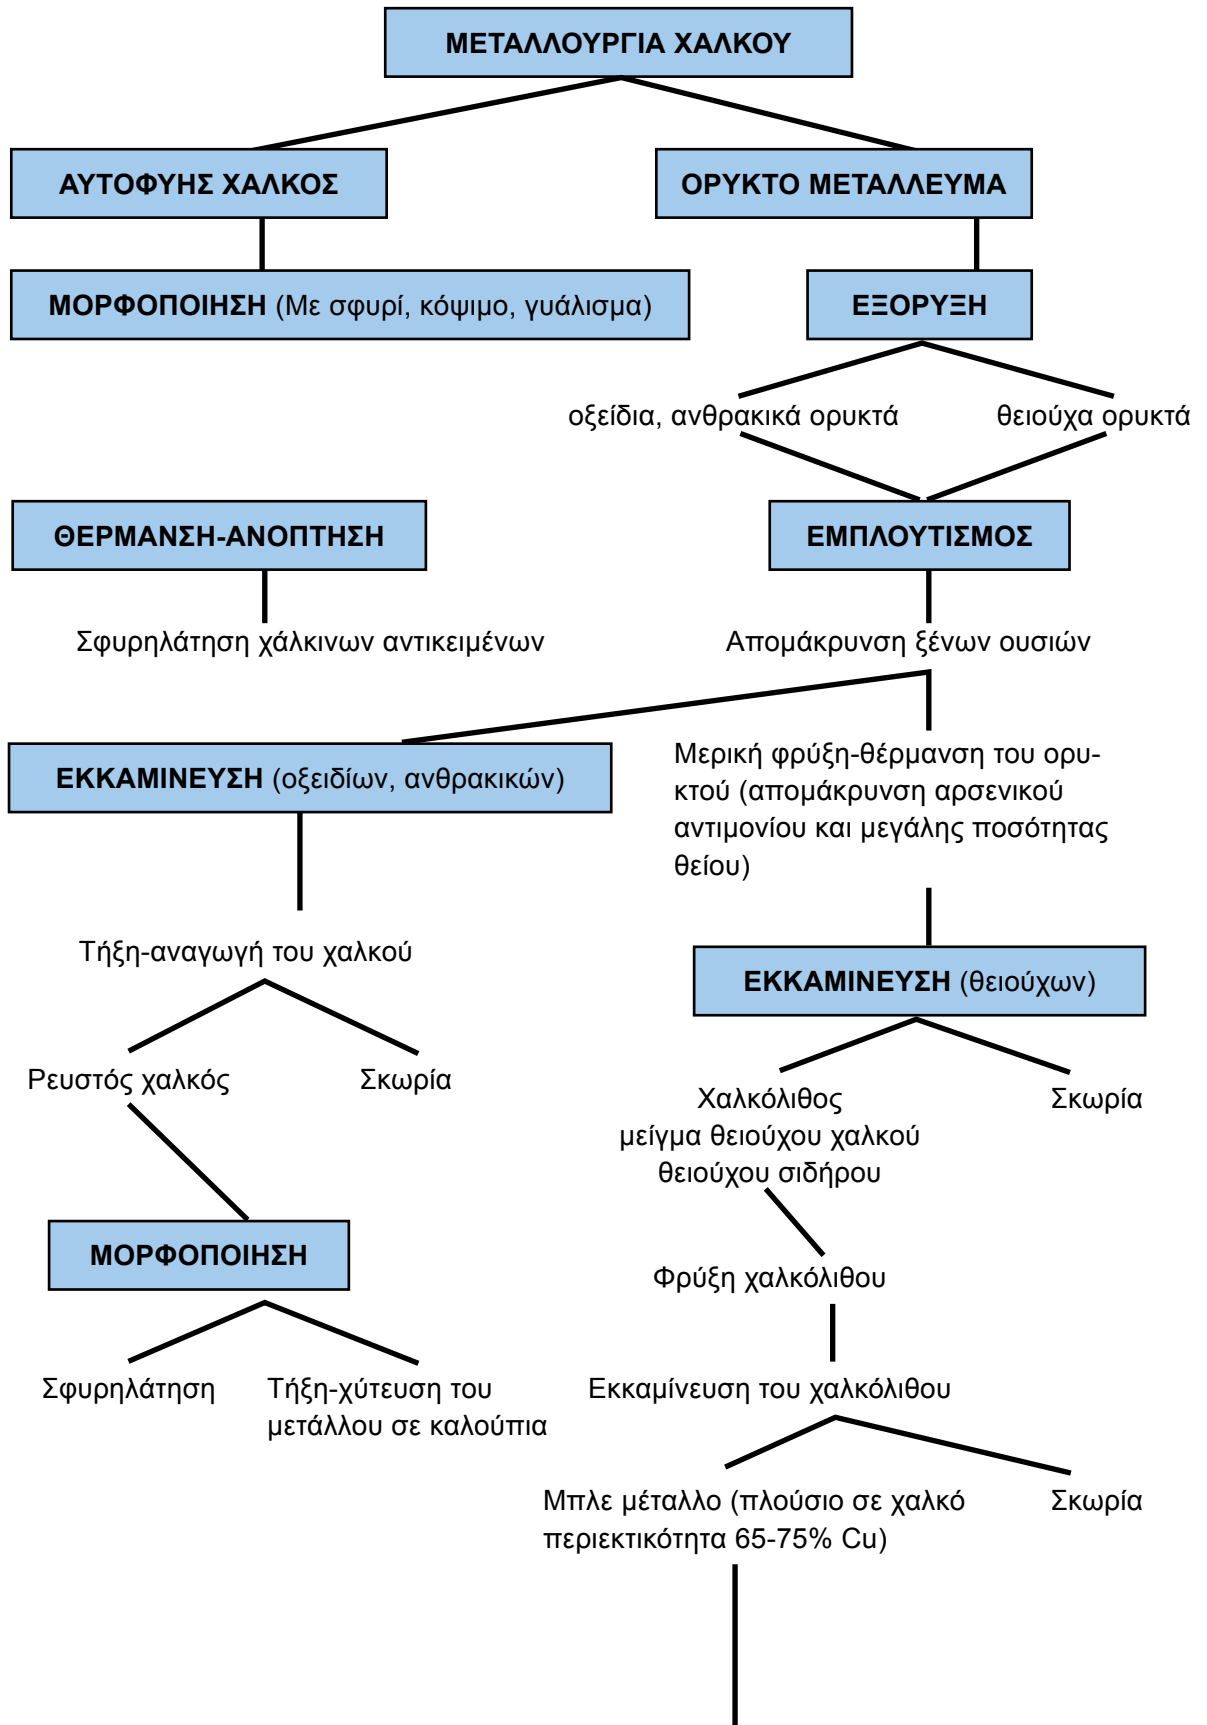 ΜΕΤΑΛΛΟΥΡΓΙΑ ΧΑΛΚΟΥ
ΑΥΤΟΦΥΗΣ ΧΑΛΚΟΣ
ΟΡΥΚΤΟ ΜΕΤΑΛΛΕΥΜΑ
ΜΟΡΦΟΠΟΙΗΣΗ (Με σφυρί, κόψιμο, γυάλισμα)
ΕΞΟΡΥΞΗ
οξείδια, ανθρακικά ορυκτά
θειούχα ορυκτά
ΘΕΡΜΑΝΣΗ-ΑΝΟΠΤΗΣΗ
ΕΜΠΛΟΥΤΙΣΜΟΣ
Σφυρηλάτηση χάλκινων αντικειμένων
Απομάκρυνση ξένων ουσιών
ΕΚΚΑΜΙΝΕΥΣΗ (οξειδίων, ανθρακικών)
Μερική φρύξη-θέρμανση του ορυ-
κτού (απομάκρυνση αρσενικού
αντιμονίου και μεγάλης ποσότητας
θείου)
Τήξη-αναγωγή του χαλκού
ΕΚΚΑΜΙΝΕΥΣΗ (θειούχων)
Ρευστός χαλκός
Σκωρία
Χαλκόλιθος
μείγμα θειούχου χαλκού
θειούχου σιδήρου
Σκωρία
ΜΟΡΦΟΠΟΙΗΣΗ
Φρύξη χαλκόλιθου
Σφυρηλάτηση
Τήξη-χύτευση του
μετάλλου σε καλούπια
Εκκαμίνευση του χαλκόλιθου
Μπλε μέταλλο (πλούσιο σε χαλκό
περιεκτικότητα 65-75% Cu)
Σκωρία